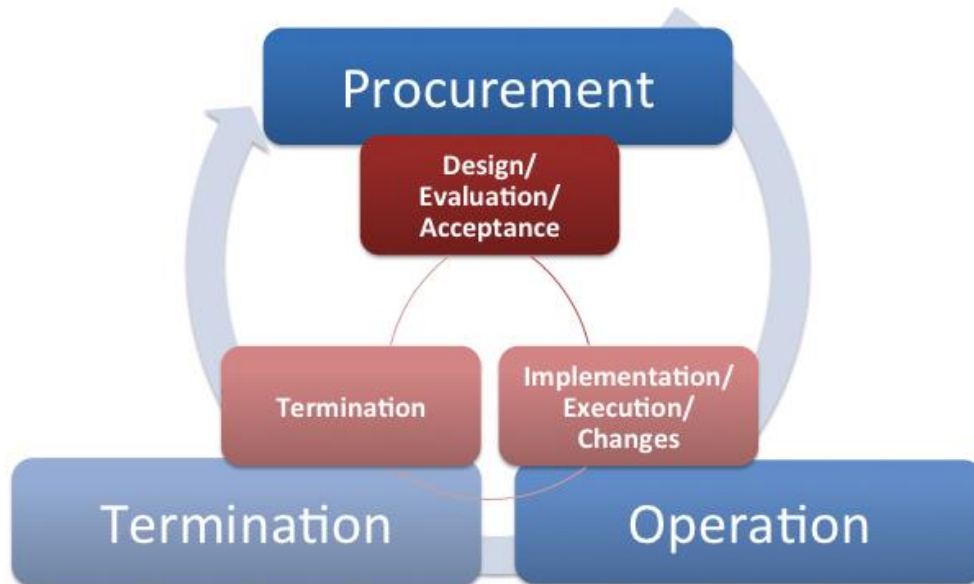 Procurement
Design/
Evaluation/
Acceptance
Termination
Implementation/
Execution/
Changes
Termination
Operation